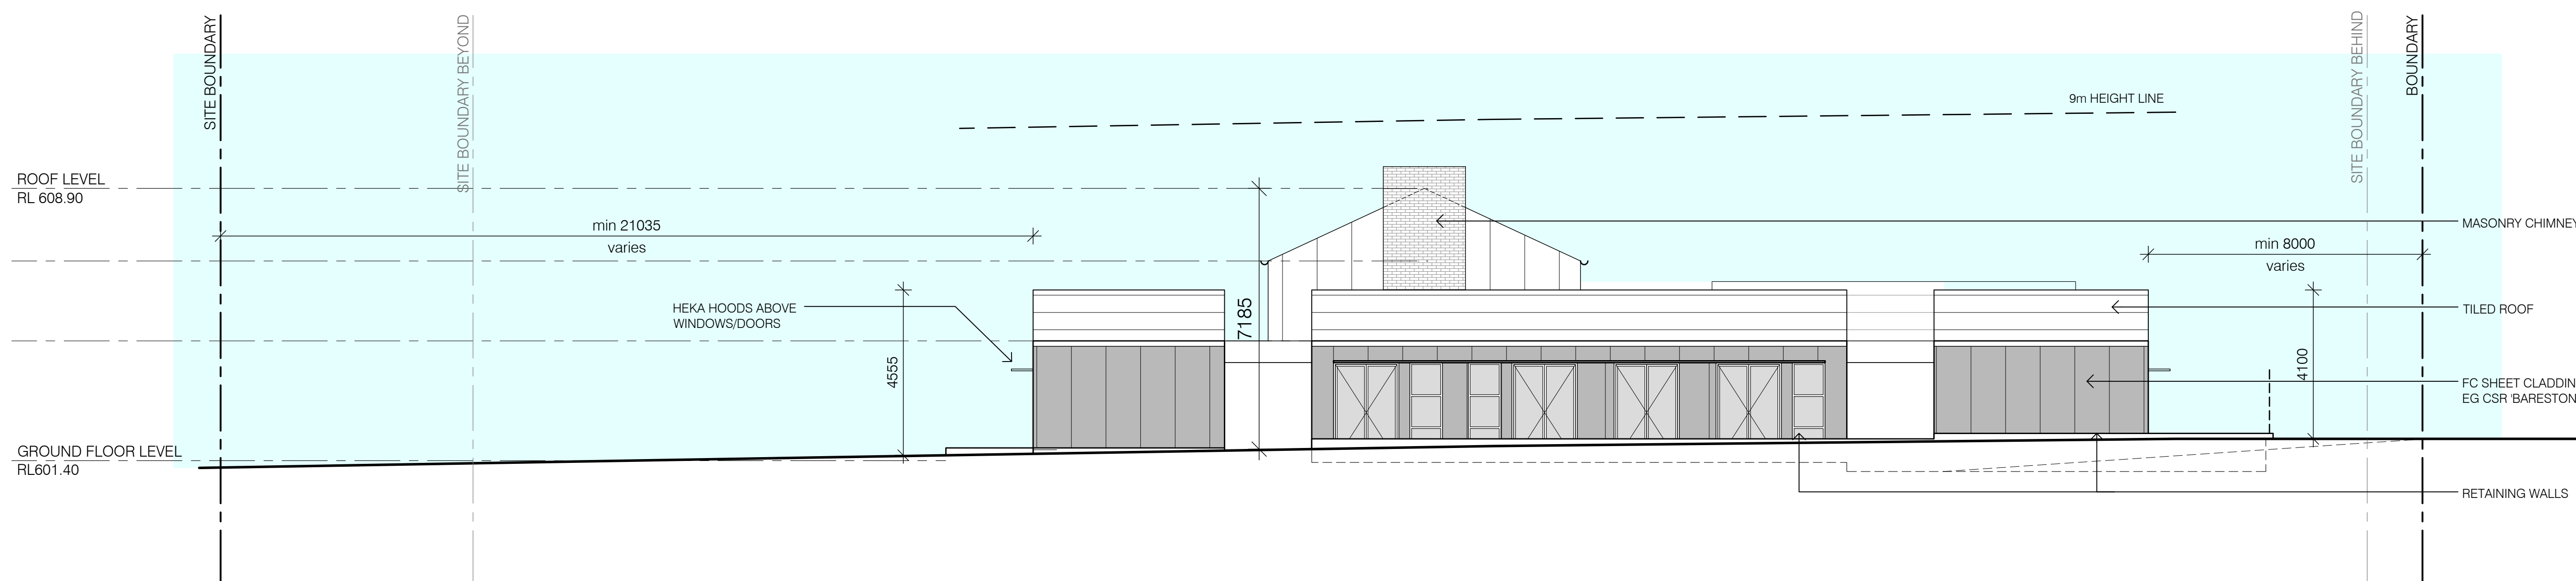 SITE BOUNDARY
SITE BOUNDARY BEYOND
SITE BOUNDARY BEHIND
BOUNDARY
9m HEIGHT LINE
ROOF LEVEL
RL 608.90
min 21035
varies
MASONRY CHIMNEY
min 8000
varies
HEKA HOODS ABOVE
WINDOWS/DOORS
7185
TILED ROOF
4555
4100
FC SHEET CLADDIN
EG CSR 'BARESTON
GROUND FLOOR LEVEL
RL601.40
RETAINING WALLS